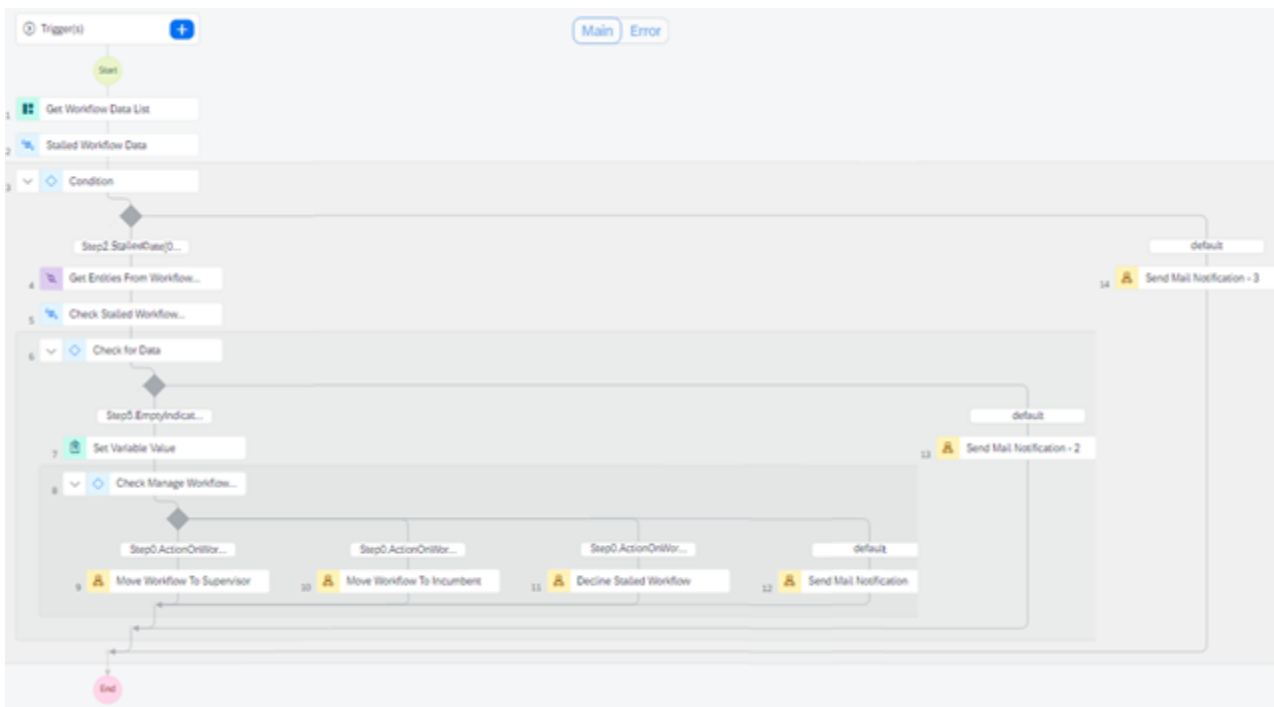 Trigger(s)
Main Error
Start
1 Get Workflow Data List
2 Stalled Workflow Data
3 Condition
Step2.StalledDate(0... default
4 Get Entities From Workflow... 14 Send Mail Notification - 3
5 Check Stalled Workflow...
6 Check for Data
Step5.EmptyIndicat... default
7 Set Variable Value 13 Send Mail Notification - 2
8 Check Manage Workflow...
Step0.ActionOnWor... Step0.ActionOnWor... Step0.ActionOnWor... default
9 Move Workflow To Supervisor 10 Move Workflow To Incumbent 11 Decline Stalled Workflow 12 Send Mail Notification
End